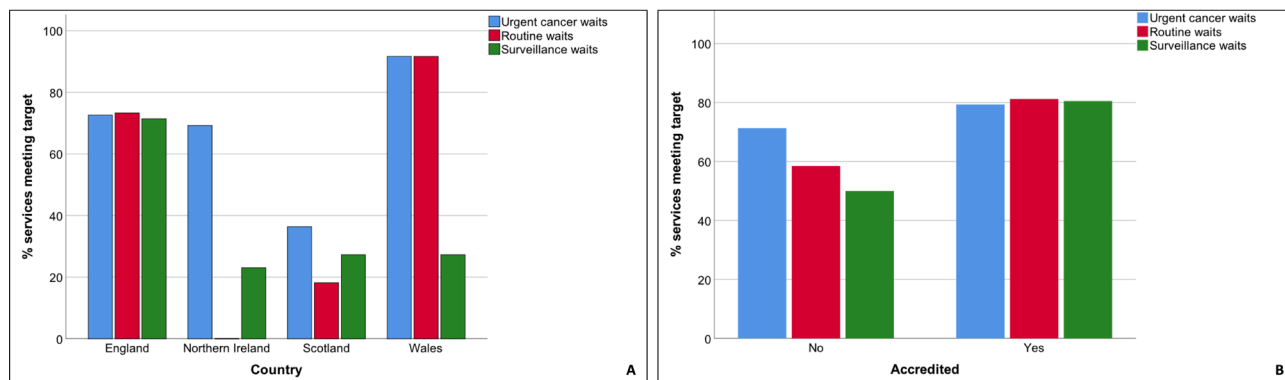 Urgent cancer waits
Routine waits
Surveillance waits
% services meeting target
100
80
60
40
20
0
England Northern Ireland Scotland Wales
Country
A
Urgent cancer waits
Routine waits
Surveillance waits
% services meeting target
100
80
60
40
20
0
No Yes
Accredited
B